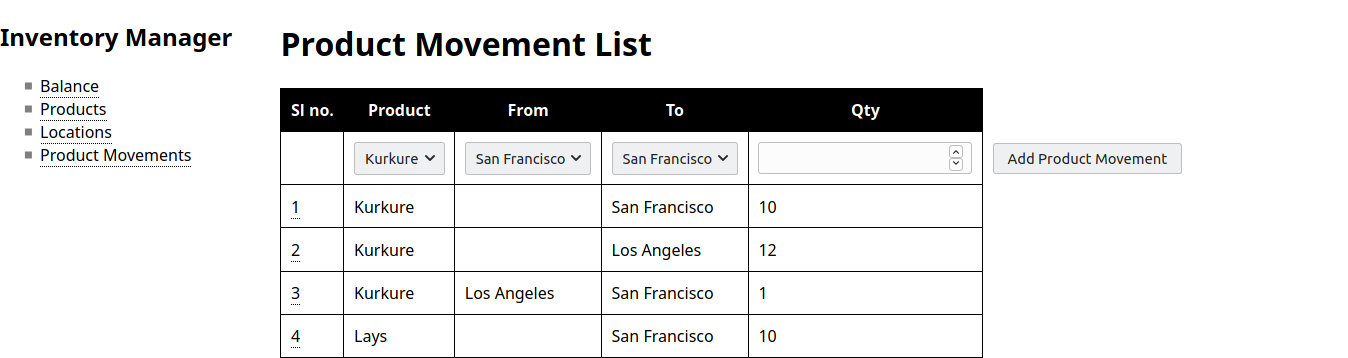 Inventory Manager
Balance
Products
Locations
Product Movements
Product Movement List
Sl no. Product From To Qty
Kurkure San Francisco San Francisco Add Product Movement
1 Kurkure San Francisco 10
2 Kurkure Los Angeles 12
3 Kurkure Los Angeles San Francisco 1
4 Lays San Francisco 10